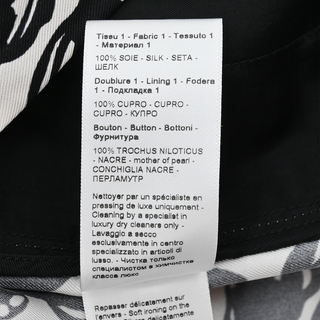 Tissu 1 - Fabric 1 - Tessuto 1
- Материал 1
100% SOIE - SILK - SETA -
ШЕЛК
Doublure 1 - Lining 1 - Fodera
1 - Подкладка 1
100% CUPRO - CUPRO -
CUPRO - КУПРО
Bouton - Button - Bottoni -
Фурнитура
100% TROCHUS NILOTICUS
- NACRE - mother of pearl -
CONCHIGLIA NACRE -
ПЕРЛАМУТР
Nettoyer par un spécialiste en
pressing de luxe uniquement -
Cleaning by a specialist in
luxury dry cleaners only -
Lavaggio a secco
esclusivamente in centro
specializzato in articoli di
lusso. - Чистка только
специалистом в химчистке
класса люкс
Repasser délicatement sur
l'envers - Soft ironing on the